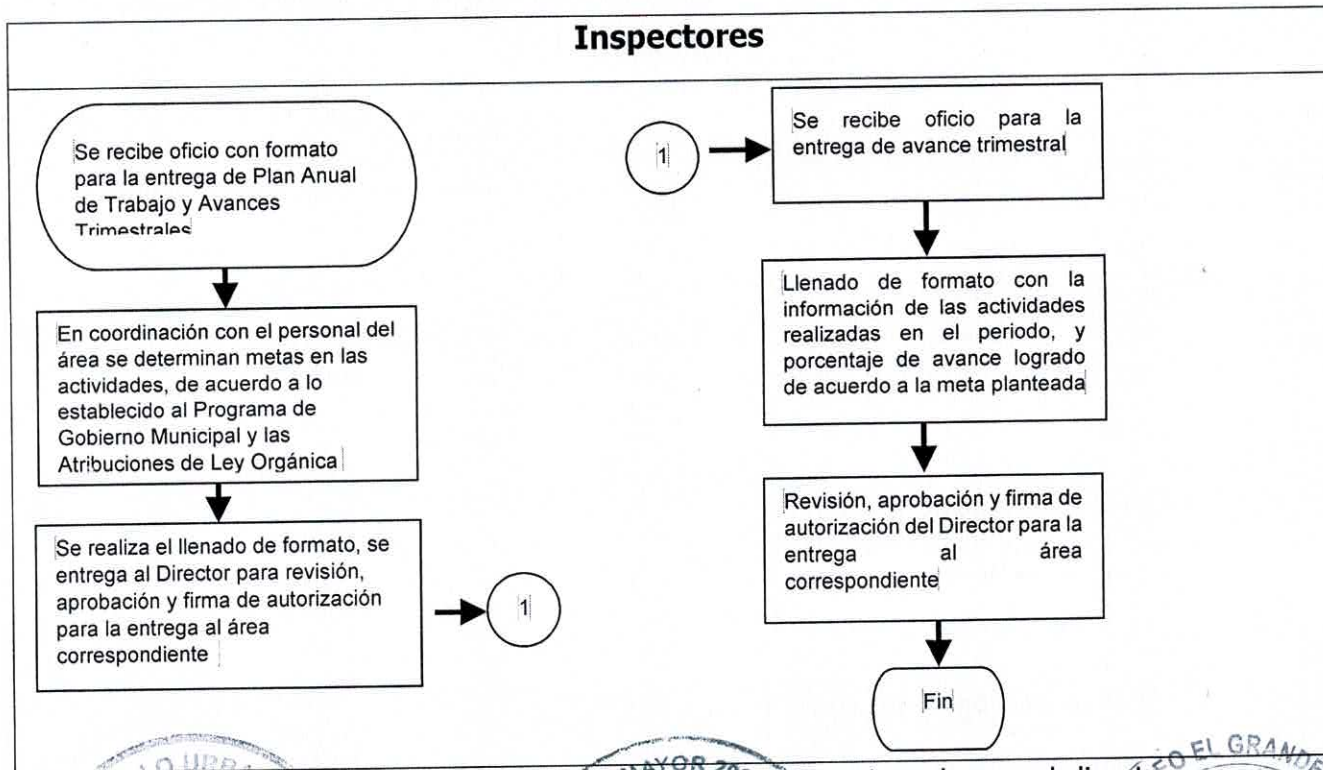 Inspectores
Se recibe oficio con formato
para la entrega de Plan Anual
de Trabajo y Avances
Trimestrales
En coordinación con el personal del
área se determinan metas en las
actividades, de acuerdo a lo
establecido al Programa de
Gobierno Municipal y las
Atribuciones de Ley Orgánica
Se realiza el llenado de formato, se
entrega al Director para revisión,
aprobación y firma de autorización
para la entrega al área
correspondiente
1
1
Se recibe oficio para la
entrega de avance trimestral
Llenado de formato con la
información de las actividades
realizadas en el periodo, y
porcentaje de avance logrado
de acuerdo a la meta planteada
Revisión, aprobación y firma de
autorización del Director para la
entrega al área
correspondiente
Fin
MAYOR
EL GRANDE